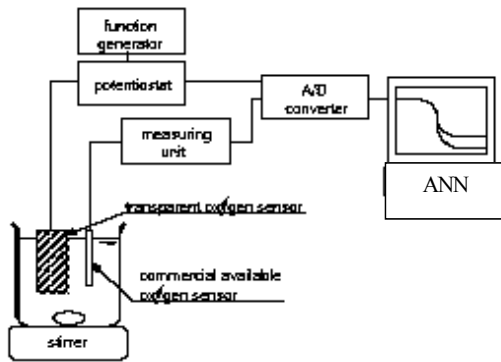 function
generator
potentiostat
A/D
converter
measuring
unit
ANN
transparent oxygen sensor
commercial available
oxygen sensor
stirrer